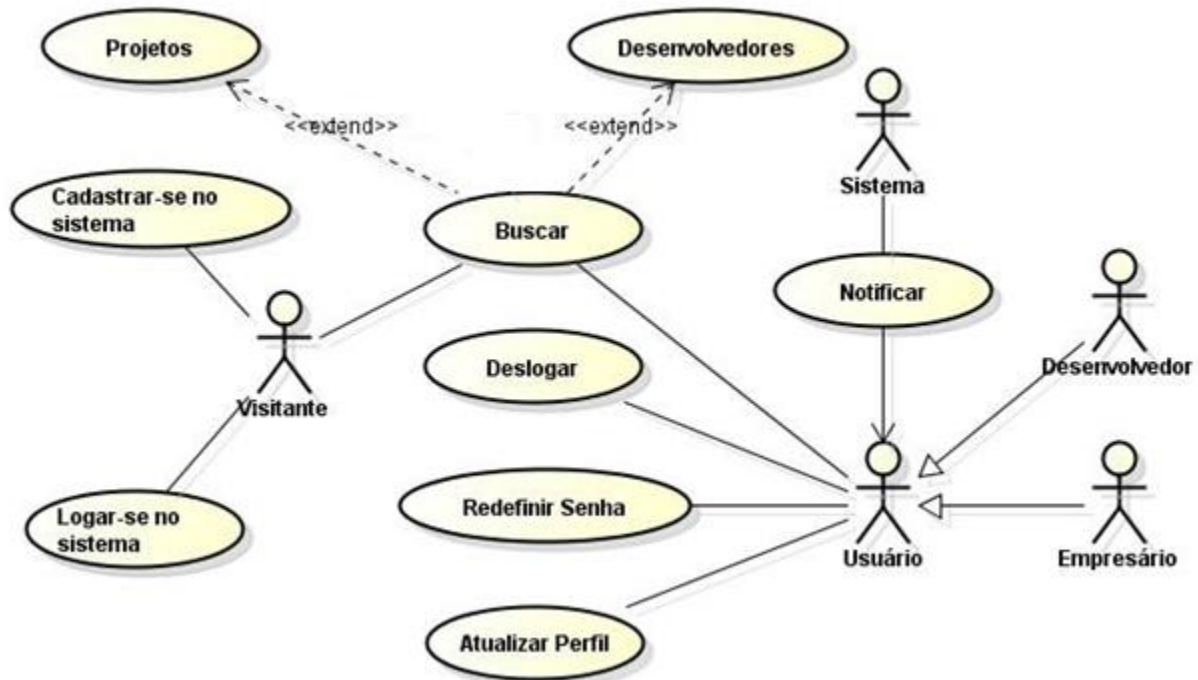 Projetos
Desenvolvedores
<<extend>>
<<extend>>
Sistema
Cadastrar-se no
sistema
Buscar
Notificar
Desenvolvedor
Deslogar
Visitante
Logar-se no
sistema
Redefinir Senha
Usuário
Empresário
Atualizar Perfil